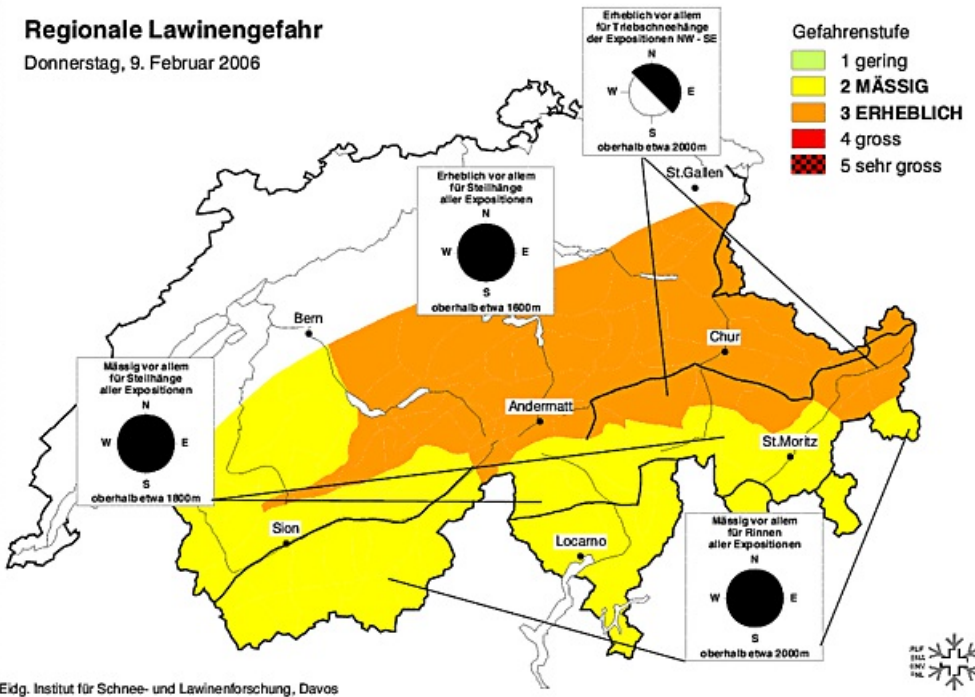 Regionale Lawinengefahr
Donnerstag, 9. Februar 2006
Erheblich vor allem
für Triebschneehänge
der Expositionen NW - SE
N
W
E
S
oberhalb etwa 2000m
Gefahrenstufe
1 gering
2 MÄSSIG
3 ERHEBLICH
4 gross
5 sehr gross
Erheblich vor allem
für Steilhänge
aller Expositionen
N
W
E
S
oberhalb etwa 1600m
St.Gallen
Bern
Chur
Mässig vor allem
für Steilhänge
aller Expositionen
N
W
E
S
oberhalb etwa 1800m
Andermatt
St.Moritz
Sion
Locarno
Mässig vor allem
für Rinnen
aller Expositionen
N
W
E
S
oberhalb etwa 2000m
SLF
Eidg. Institut für Schnee- und Lawinenforschung, Davos